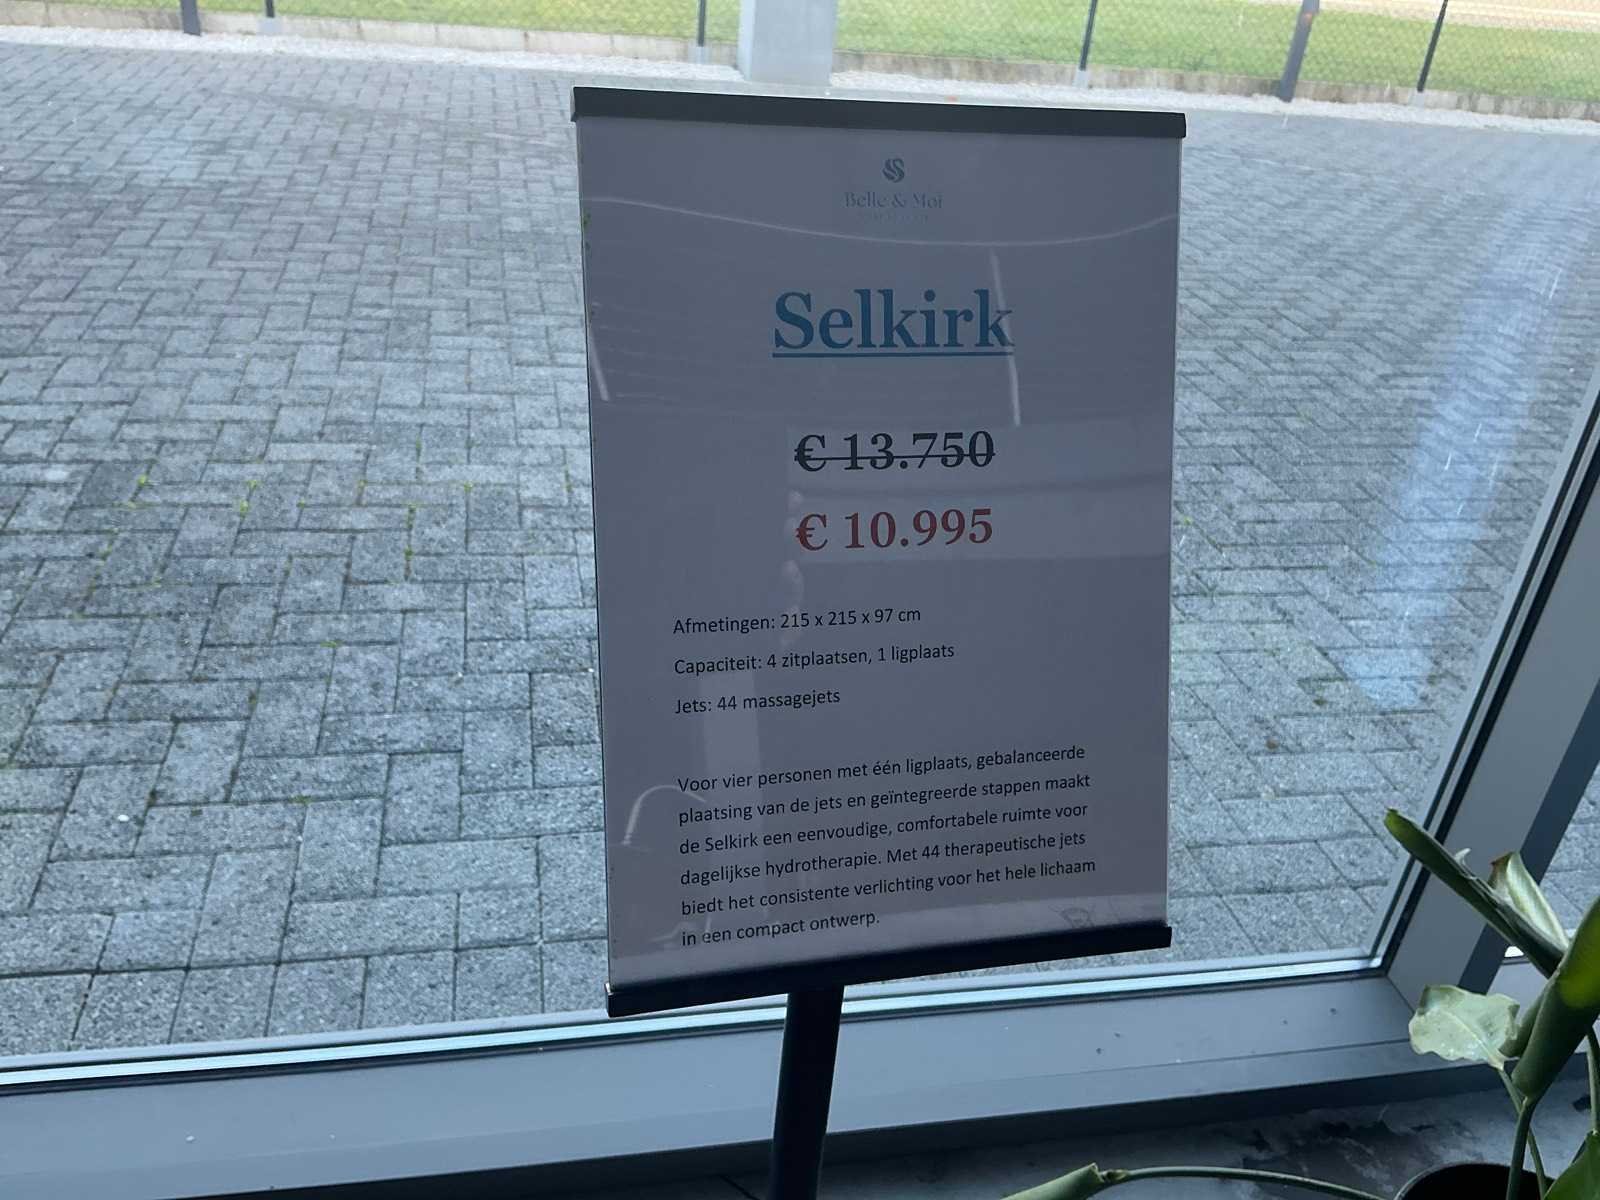 Belle & Moi
Selkirk
€ 13.750
€ 10.995
Afmetingen: 215 x 215 x 97 cm
Capaciteit: 4 zitplaatsen, 1 ligplaats
Jets: 44 massagejets
Voor vier personen met één ligplaats, gebalanceerde
plaatsing van de jets en geïntegreerde stappen maakt
de Selkirk een eenvoudige, comfortabele ruimte voor
dagelijkse hydrotherapie. Met 44 therapeutische jets
biedt het consistente verlichting voor het hele lichaam
in een compact ontwerp.